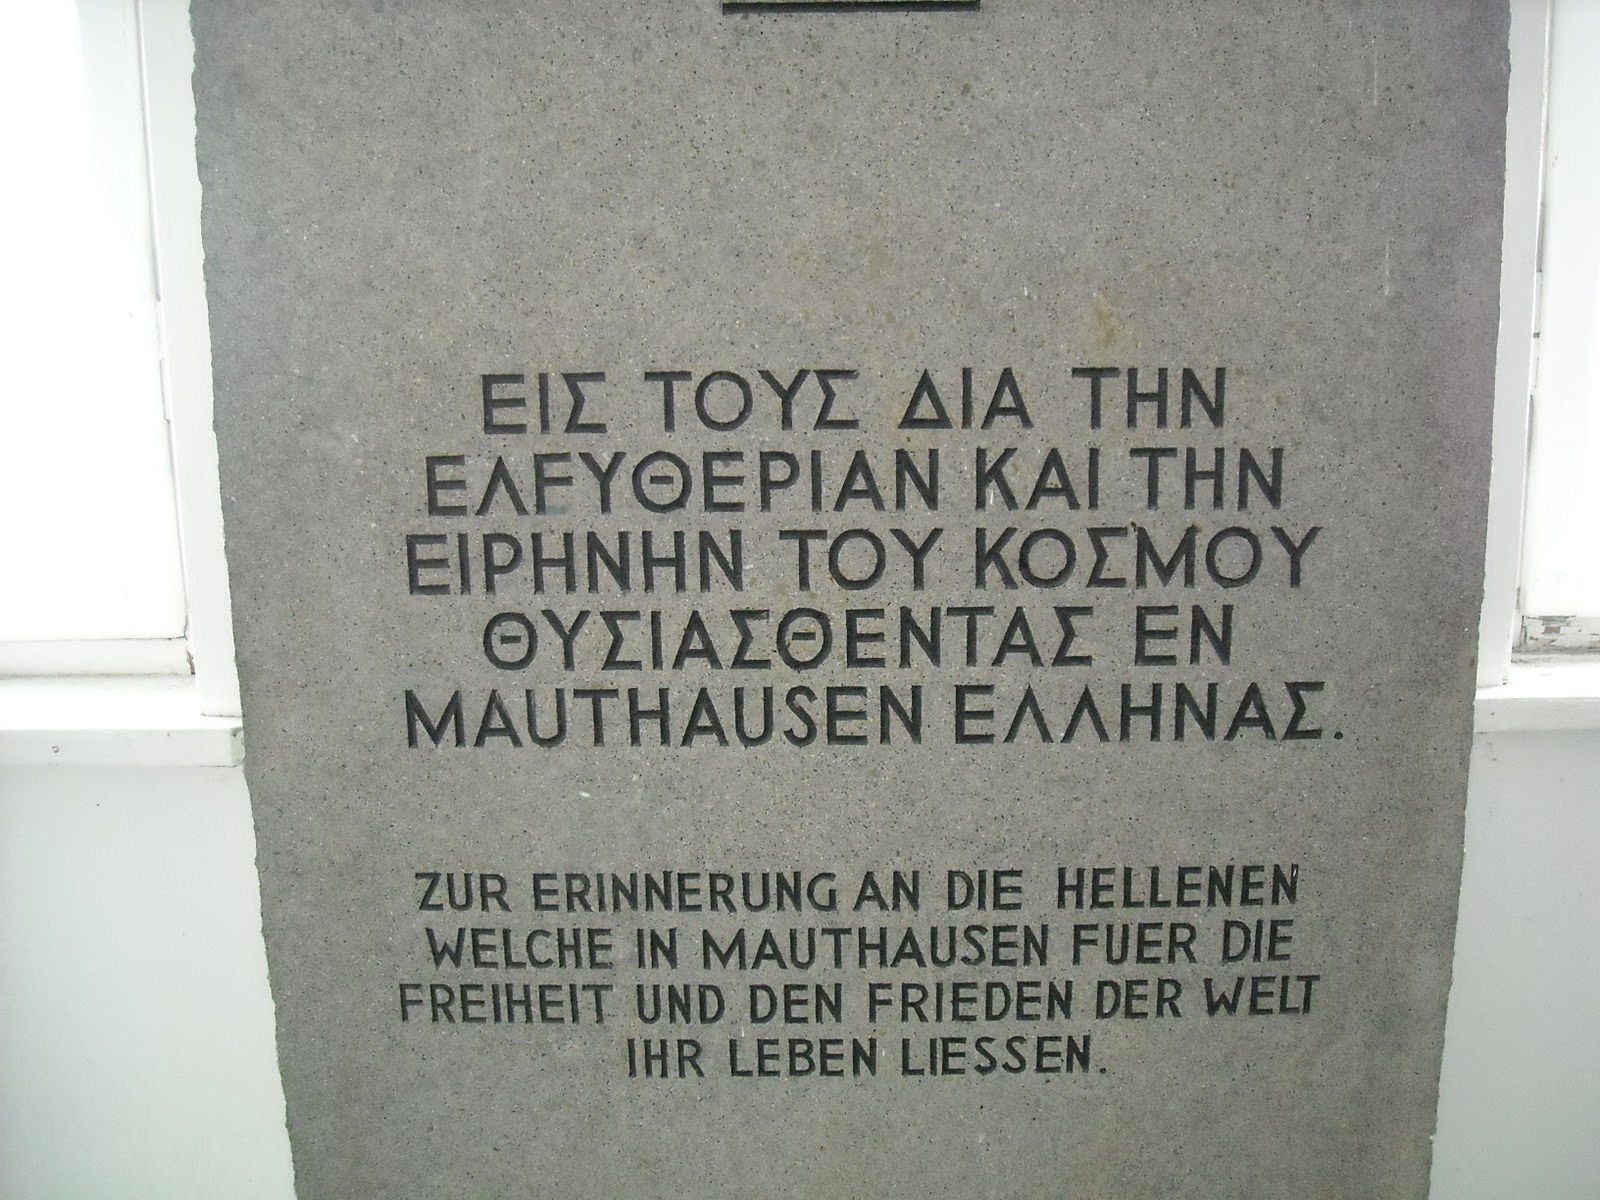 ΕΙΣ ΤΟΥΣ ΔΙΑ ΤΗΝ
ΕΛΕΥΘΕΡΙΑΝ ΚΑΙ ΤΗΝ
ΕΙΡΗΝΗΝ ΤΟΥ ΚΟΣΜΟΥ
ΘΥΣΙΑΣΘΕΝΤΑΣ ΕΝ
MAUTHAUSEN ΕΛΛΗΝΑΣ.
ZUR ERINNERUNG AN DIE HELLENEN
WELCHE IN MAUTHAUSEN FUER DIE
FREIHEIT UND DEN FRIEDEN DER WELT
IHR LEBEN LIESSEN.